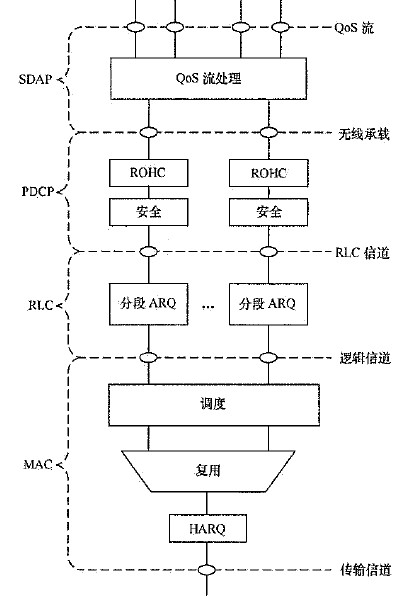 QoS 流
SDAP
QoS 流处理
无线承载
ROHC
ROHC
PDCP
安全
安全
RLC 信道
RLC
分段 ARQ
...
分段 ARQ
逻辑信道
调度
MAC
复用
HARQ
传输信道